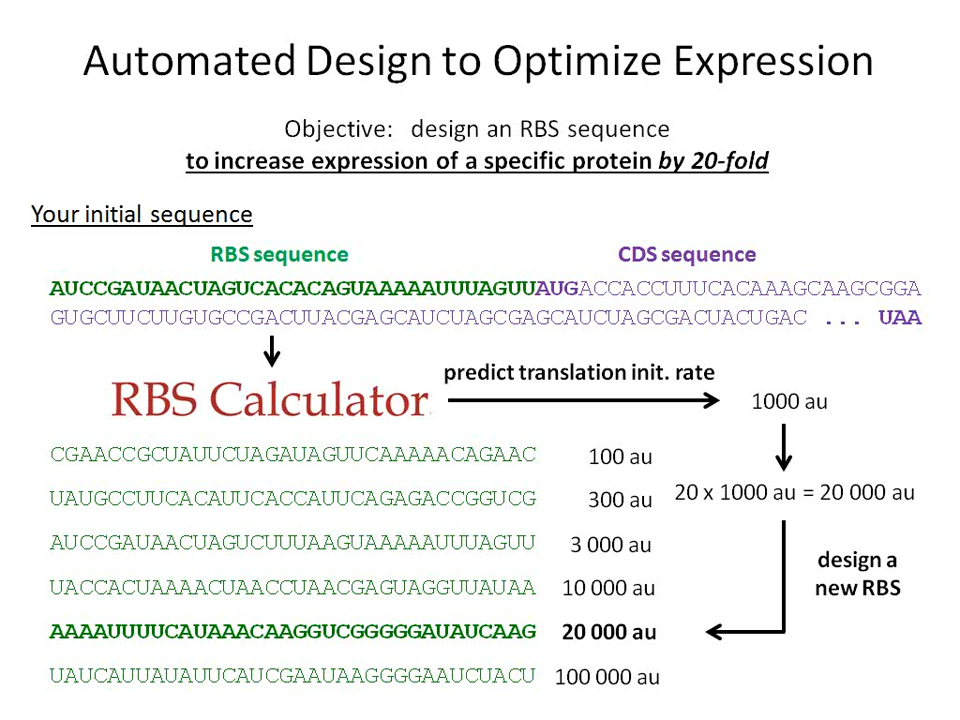 Automated Design to Optimize Expression
Objective: design an RBS sequence
to increase expression of a specific protein by 20-fold
Your initial sequence
RBS sequence CDS sequence
AUCCGAUAACUAGUCACACAGUAAAAAUUUAGUUAUGACCACCUUUCACAAAGCAAGCGGA
GUGCUUCUUGUGCCGACUUACGAGCAUCUAGCGAGCAUCUAGCGACUACUGAC ... UAA
predict translation init. rate
RBS Calculator
1000 au
CGAACCGCUAUUCUAGAUAGUUCAAAAACAGAAC 100 au
20 x 1000 au = 20 000 au
UAUGCCUUCACAUUCACCAUUCAGAGACCGGUCG 300 au
AUCCGAUAACUAGUCUUUAAGUAAAAAUUUAGUU 3 000 au
design a
new RBS
UACCACUAAAACUAACCUAACGAGUAGGUUAUAA 10 000 au
AAAAUUUUCAUAAACAAGGUCGGGGGAUAUCAAG 20 000 au
UAUCAUUAUAUUCAUCGAAUAAGGGGAAUCUACU 100 000 au